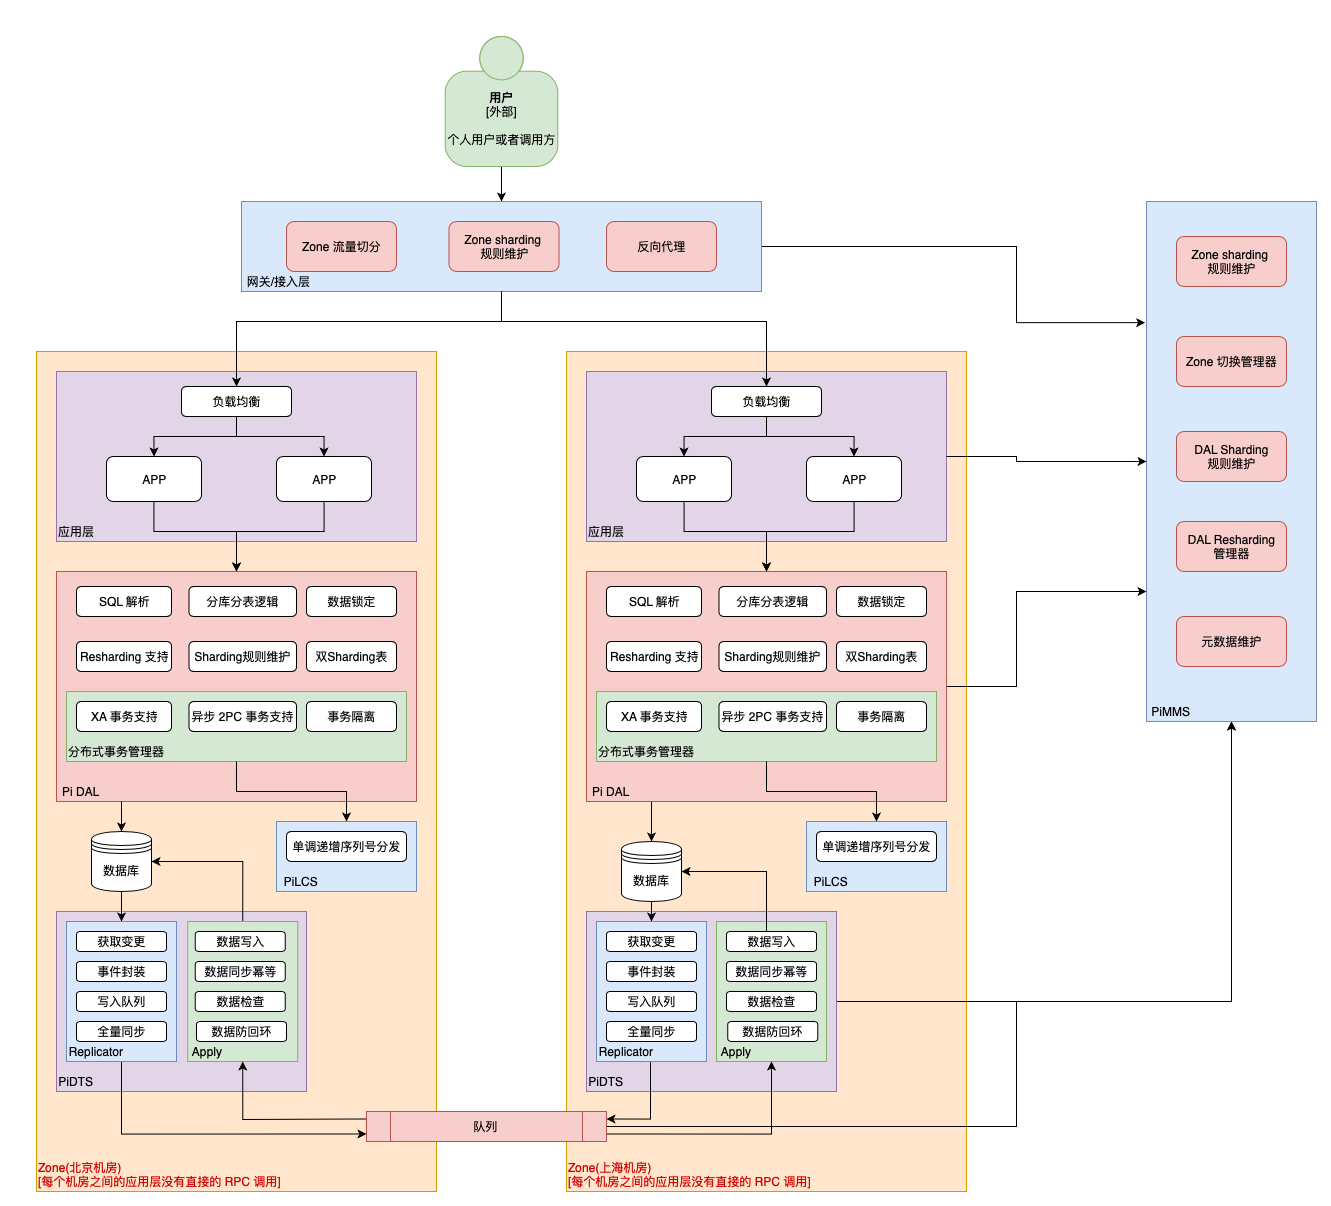 用户
[外部]
个人用户或者调用方
Zone 流量切分
Zone sharding
规则维护
反向代理
网关/接入层
负载均衡
APP
APP
应用层
SQL 解析
分库分表逻辑
数据锁定
Resharding 支持
Sharding规则维护
双Sharding表
XA 事务支持
异步 2PC 事务支持
事务隔离
分布式事务管理器
Pi DAL
数据库
单调递增序列号分发
PiLCS
获取变更
事件封装
写入队列
全量同步
Replicator
数据写入
数据同步幂等
数据检查
数据防回环
Apply
PiDTS
Zone(北京机房)
[每个机房之间的应用层没有直接的 RPC 调用]
队列
负载均衡
APP
APP
应用层
SQL 解析
分库分表逻辑
数据锁定
Resharding 支持
Sharding规则维护
双Sharding表
XA 事务支持
异步 2PC 事务支持
事务隔离
分布式事务管理器
Pi DAL
数据库
单调递增序列号分发
PiLCS
获取变更
事件封装
写入队列
全量同步
Replicator
数据写入
数据同步幂等
数据检查
数据防回环
Apply
PiDTS
Zone(上海机房)
[每个机房之间的应用层没有直接的 RPC 调用]
Zone sharding
规则维护
Zone 切换管理器
DAL Sharding
规则维护
DAL Resharding
管理器
元数据维护
PiMMS